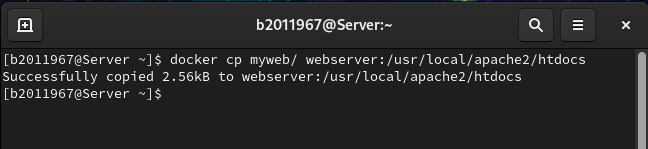 b2011967@Server:~
[b2011967@Server ~]$ docker cp myweb/ webserver:/usr/local/apache2/htdocs
Successfully copied 2.56kB to webserver:/usr/local/apache2/htdocs
[b2011967@Server ~]$